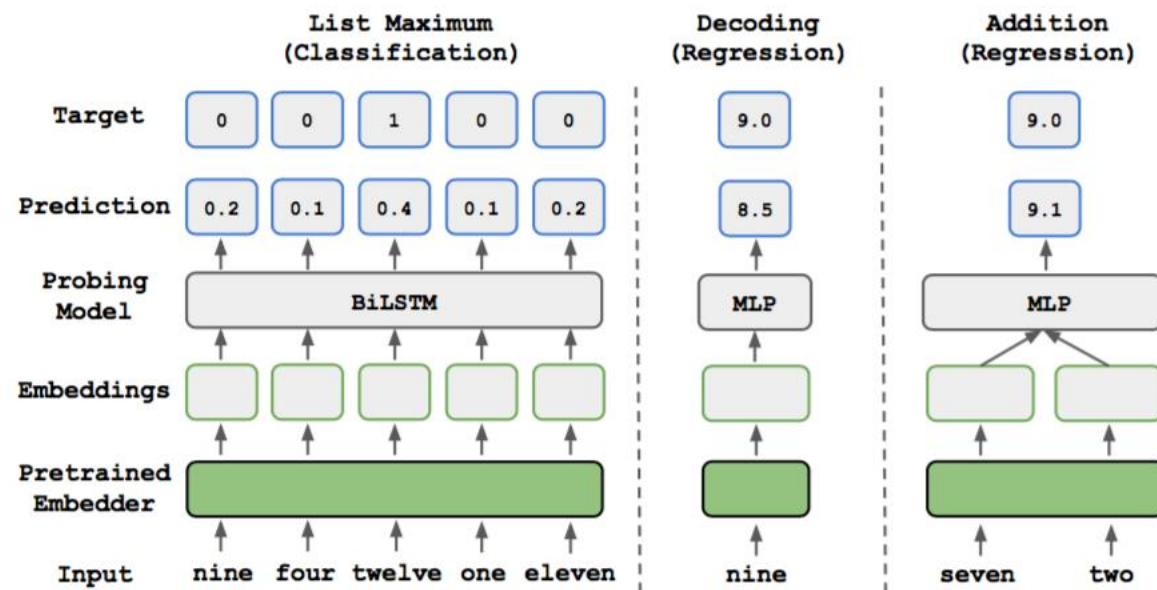 List Maximum
(Classification)
Decoding
(Regression)
Addition
(Regression)
Target
0 0 1 0 0
9.0
9.0
Prediction
0.2 0.1 0.4 0.1 0.2
8.5
9.1
Probing
Model
BiLSTM
MLP
MLP
Embeddings
Pretrained
Embedder
Input
nine four twelve one eleven
nine
seven two